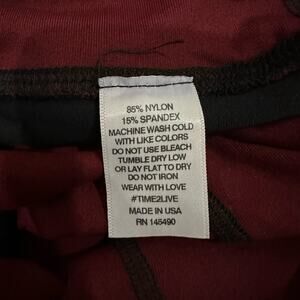 85% NYLON
15% SPANDEX
MACHINE WASH COLD
WITH LIKE COLORS
DO NOT USE BLEACH
TUMBLE DRY LOW
OR LAY FLAT TO DRY
DO NOT IRON
WEAR WITH LOVE
#TIME2LIVE
MADE IN USA
RN 145490